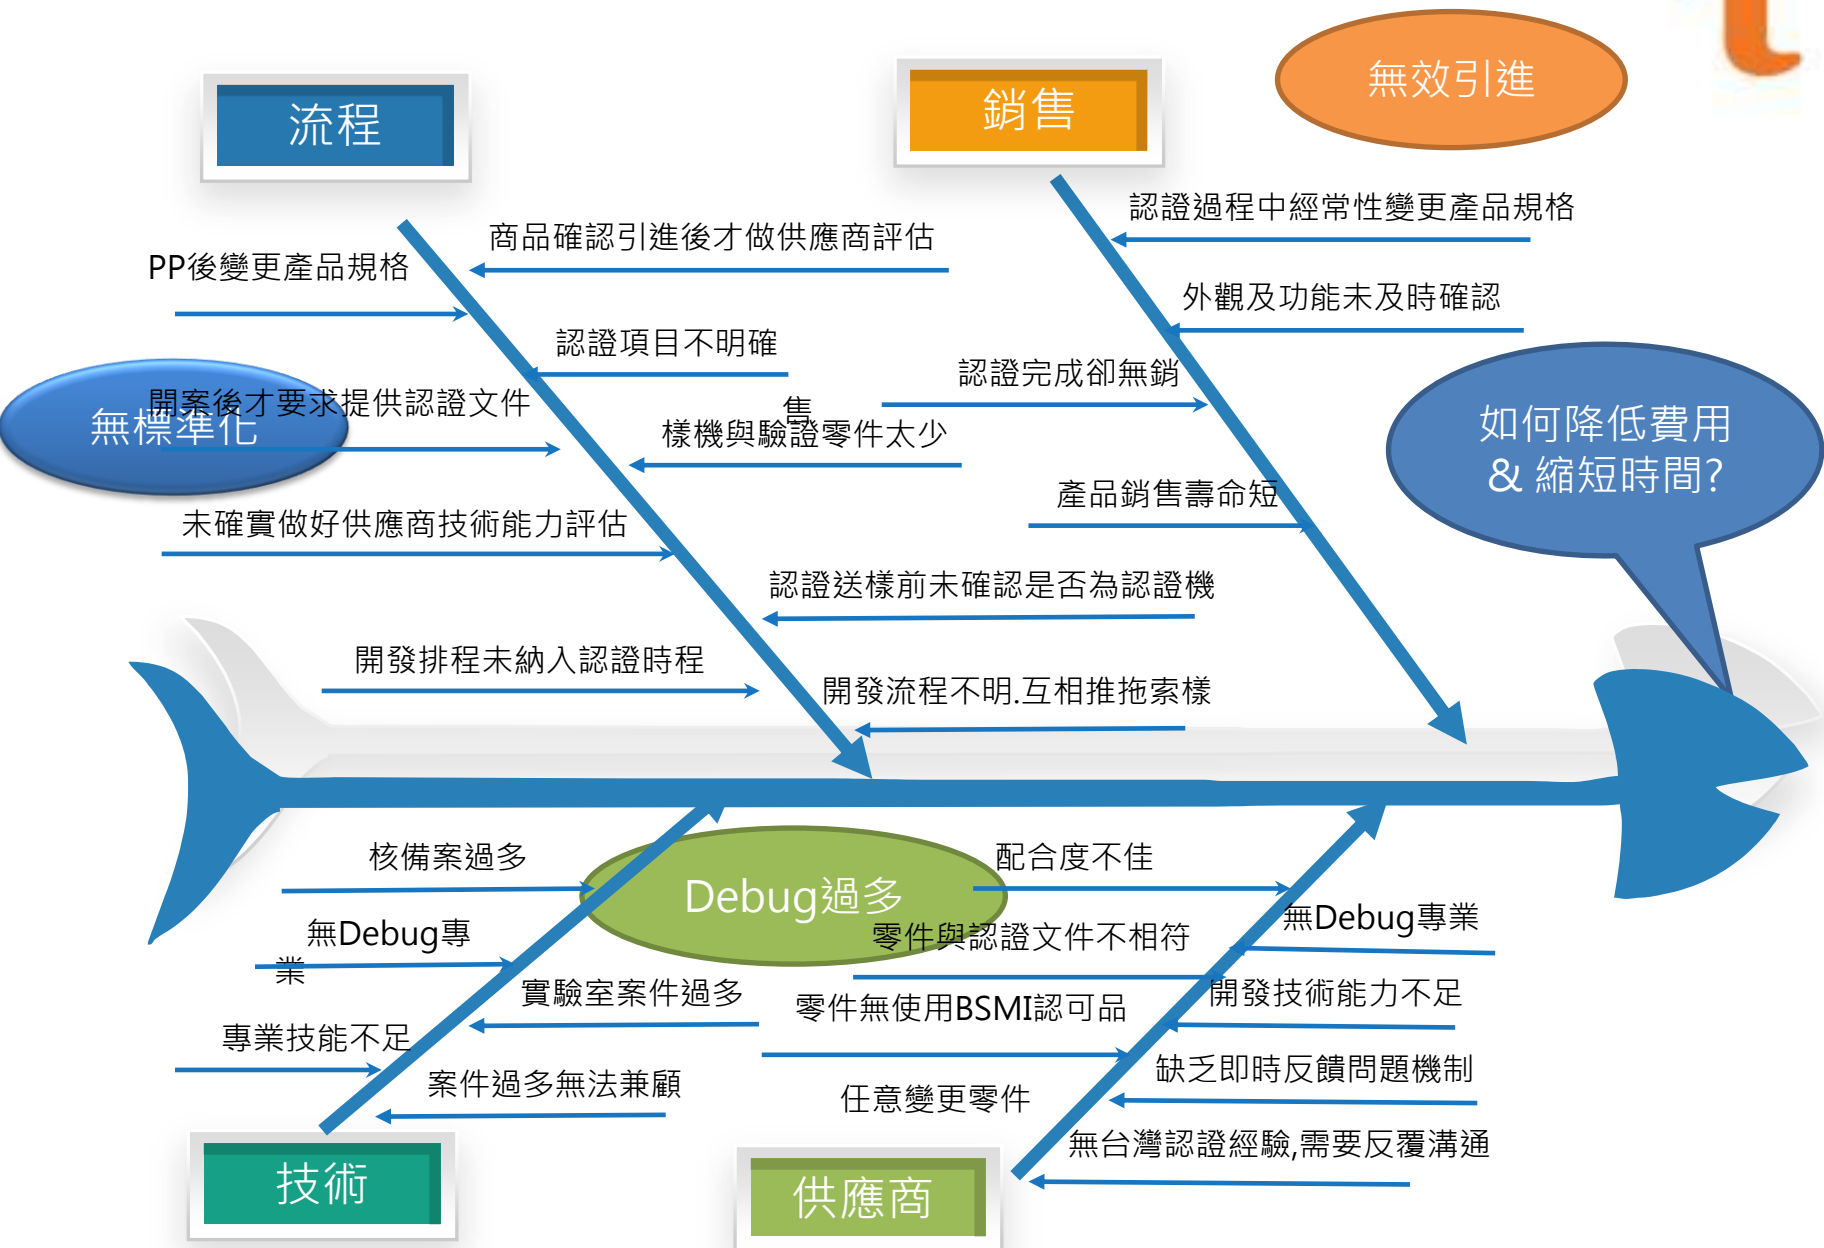 流程
銷售
無效引進
認證過程中經常性變更產品規格
商品確認引進後才做供應商評估
PP後變更產品規格
外觀及功能未及時確認
認證項目不明確
認證完成卻無銷
售
開案後才要求提供認證文件
無標準化
樣機與驗證零件太少
如何降低費用
& 縮短時間?
產品銷售壽命短
未確實做好供應商技術能力評估
認證送樣前未確認是否為認證機
開發排程未納入認證時程
開發流程不明.互相推拖索樣
核備案過多
Debug過多
配合度不佳
無Debug專
業
零件與認證文件不相符
無Debug專業
實驗室案件過多
零件無使用BSMI認可品
開發技術能力不足
專業技能不足
案件過多無法兼顧
任意變更零件
缺乏即時反饋問題機制
無台灣認證經驗,需要反覆溝通
技術
供應商